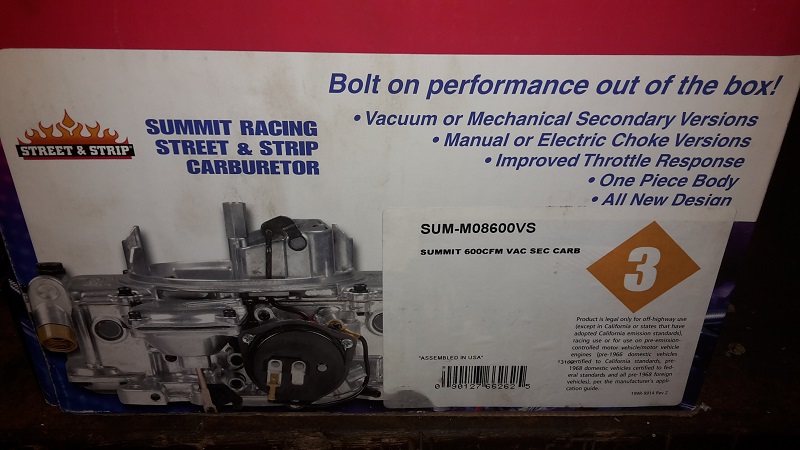 Bolt on performance out of the box!
STREET & STRIP
SUMMIT RACING
STREET & STRIP
CARBURETOR
• Vacuum or Mechanical Secondary Versions
• Manual or Electric Choke Versions
• Improved Throttle Response
• One Piece Body
• All New Design
SUM-M08600VS
SUMMIT 600CFM VAC SEC CARB
3
Product is legal only for off-highway use
(except in California or states that have
adopted California emission standards),
racing use or for use on pre-emission-
controlled motor vehicle/motor vehicle
engines (pre-1966 domestic vehicles
certified to California standards, pre-
1968 domestic vehicles certified to fed-
eral standards and all pre-1968 foreign
vehicles), per the manufacturer's appli-
cation guide.
"ASSEMBLED IN USA"
0 90127 66262 5